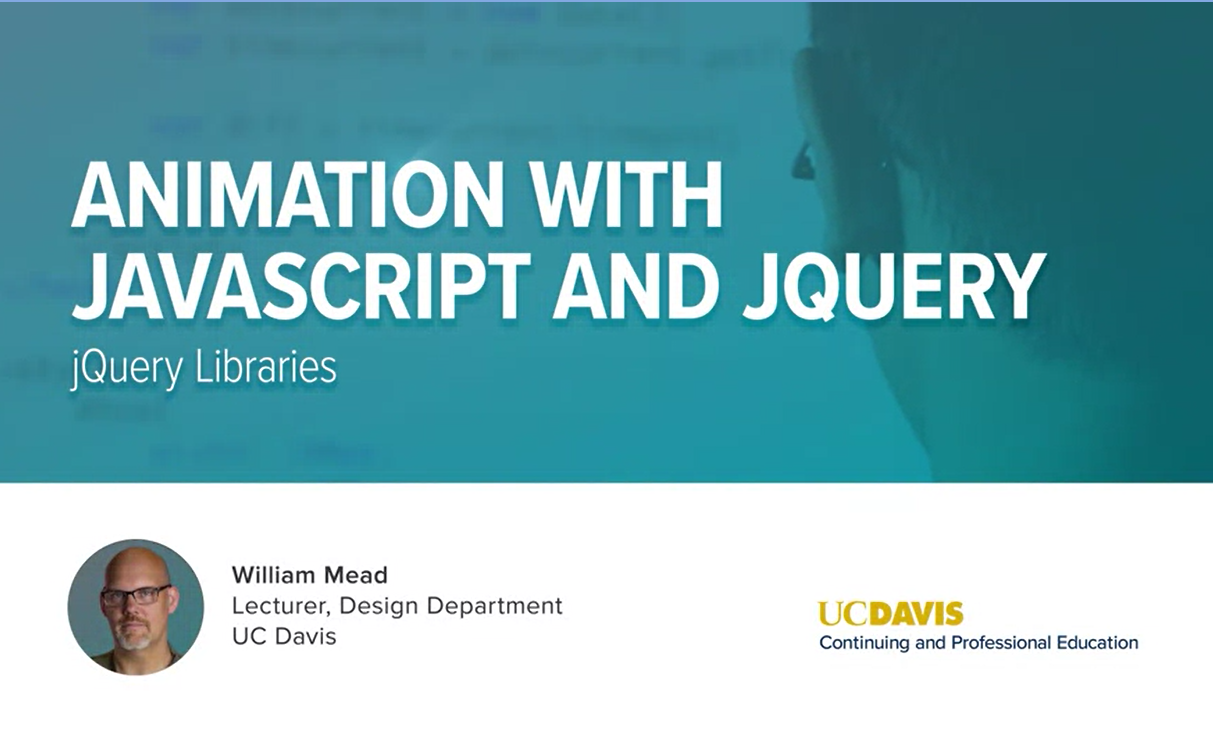 ANIMATION WITH
JAVASCRIPT AND JQUERY
jQuery Libraries
William Mead
Lecturer, Design Department
UC Davis
UCDAVIS
Continuing and Professional Education